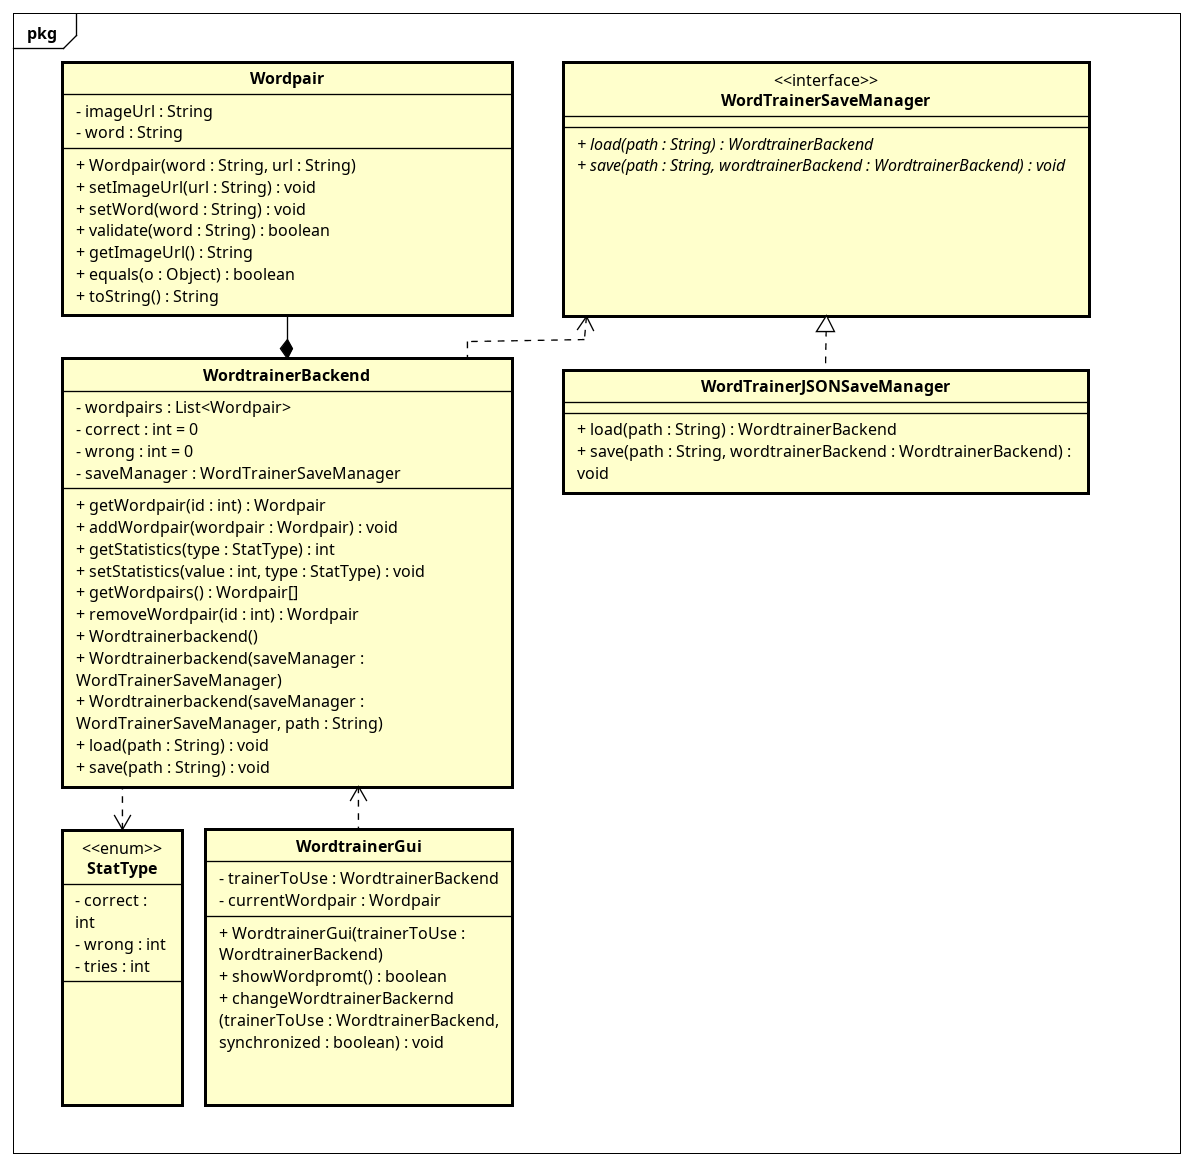 pkg
Wordpair
- imageUrl : String
- word : String
+ Wordpair(word : String, url : String)
+ setImageUrl(url : String) : void
+ setWord(word : String) : void
+ validate(word : String) : boolean
+ getImageUrl() : String
+ equals(o : Object) : boolean
+ toString() : String
<<interface>>
WordTrainerSaveManager
+ load(path : String) : WordtrainerBackend
+ save(path : String, wordtrainerBackend : WordtrainerBackend) : void
WordtrainerBackend
- wordpairs : List<Wordpair>
- correct : int = 0
- wrong : int = 0
- saveManager : WordTrainerSaveManager
+ getWordpair(id : int) : Wordpair
+ addWordpair(wordpair : Wordpair) : void
+ getStatistics(type : StatType) : int
+ setStatistics(value : int, type : StatType) : void
+ getWordpairs() : Wordpair[]
+ removeWordpair(id : int) : Wordpair
+ Wordtrainerbackend()
+ Wordtrainerbackend(saveManager :
WordTrainerSaveManager)
+ Wordtrainerbackend(saveManager :
WordTrainerSaveManager, path : String)
+ load(path : String) : void
+ save(path : String) : void
WordTrainerJSONSaveManager
+ load(path : String) : WordtrainerBackend
+ save(path : String, wordtrainerBackend : WordtrainerBackend) :
void
<<enum>>
StatType
- correct :
int
- wrong : int
- tries : int
WordtrainerGui
- trainerToUse : WordtrainerBackend
- currentWordpair : Wordpair
+ WordtrainerGui(trainerToUse :
WordtrainerBackend)
+ showWordpromt() : boolean
+ changeWordtrainerBackernd
(trainerToUse : WordtrainerBackend,
synchronized : boolean) : void